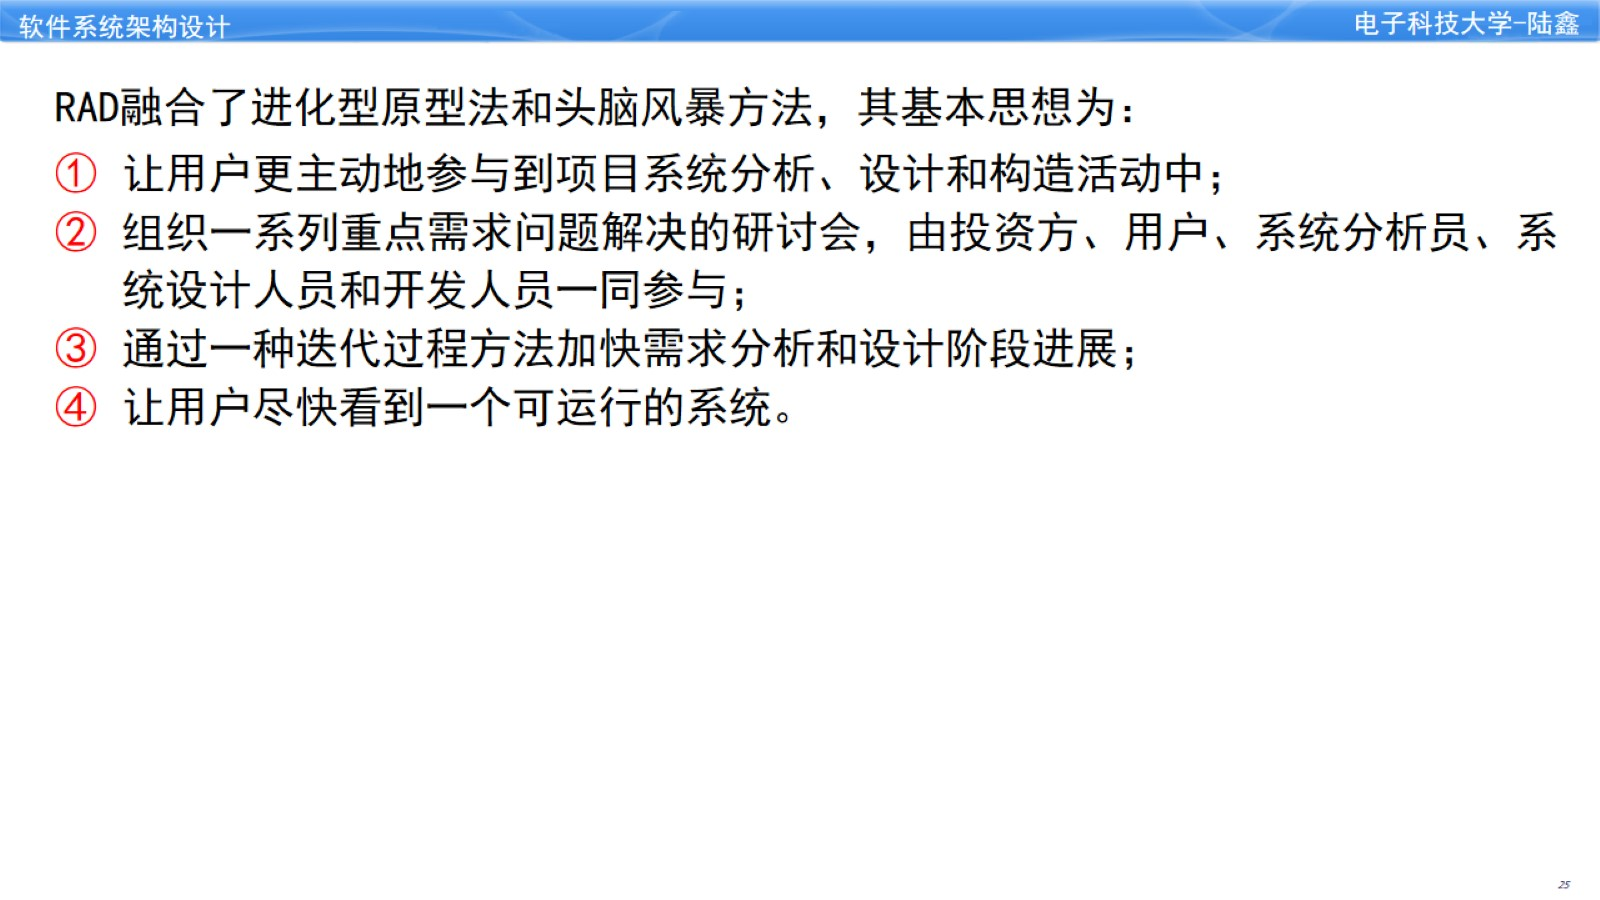 软件系统架构设计
电子科技大学-陆鑫
RAD融合了进化型原型法和头脑风暴方法，其基本思想为：
① 让用户更主动地参与到项目系统分析、设计和构造活动中；
② 组织一系列重点需求问题解决的研讨会，由投资方、用户、系统分析员、系
统设计人员和开发人员一同参与；
③ 通过一种迭代过程方法加快需求分析和设计阶段进展；
④ 让用户尽快看到一个可运行的系统。
25